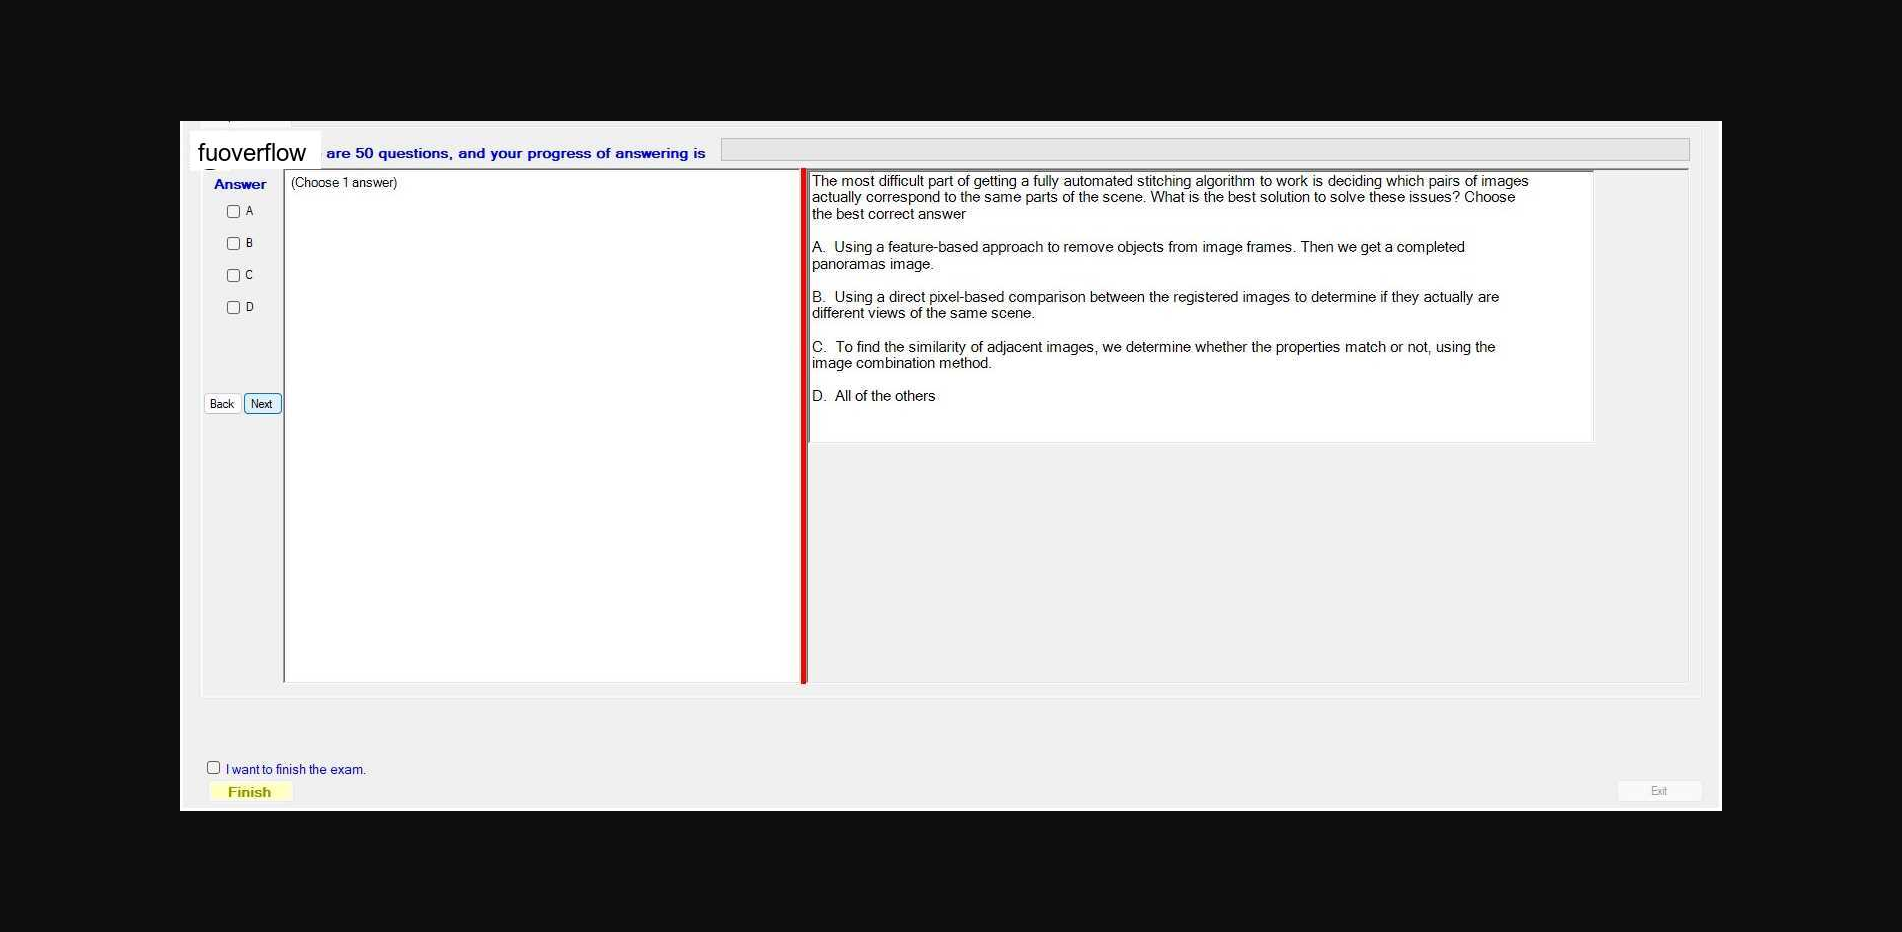 fuoverflow are 50 questions, and your progress of answering is
Answer
(Choose 1 answer)
A
B
C
D
Back Next
The most difficult part of getting a fully automated stitching algorithm to work is deciding which pairs of images
actually correspond to the same parts of the scene. What is the best solution to solve these issues? Choose
the best correct answer
A. Using a feature-based approach to remove objects from image frames. Then we get a completed
panoramas image.
B. Using a direct pixel-based comparison between the registered images to determine if they actually are
different views of the same scene.
C. To find the similarity of adjacent images, we determine whether the properties match or not, using the
image combination method.
D. All of the others
I want to finish the exam.
Finish
Exit